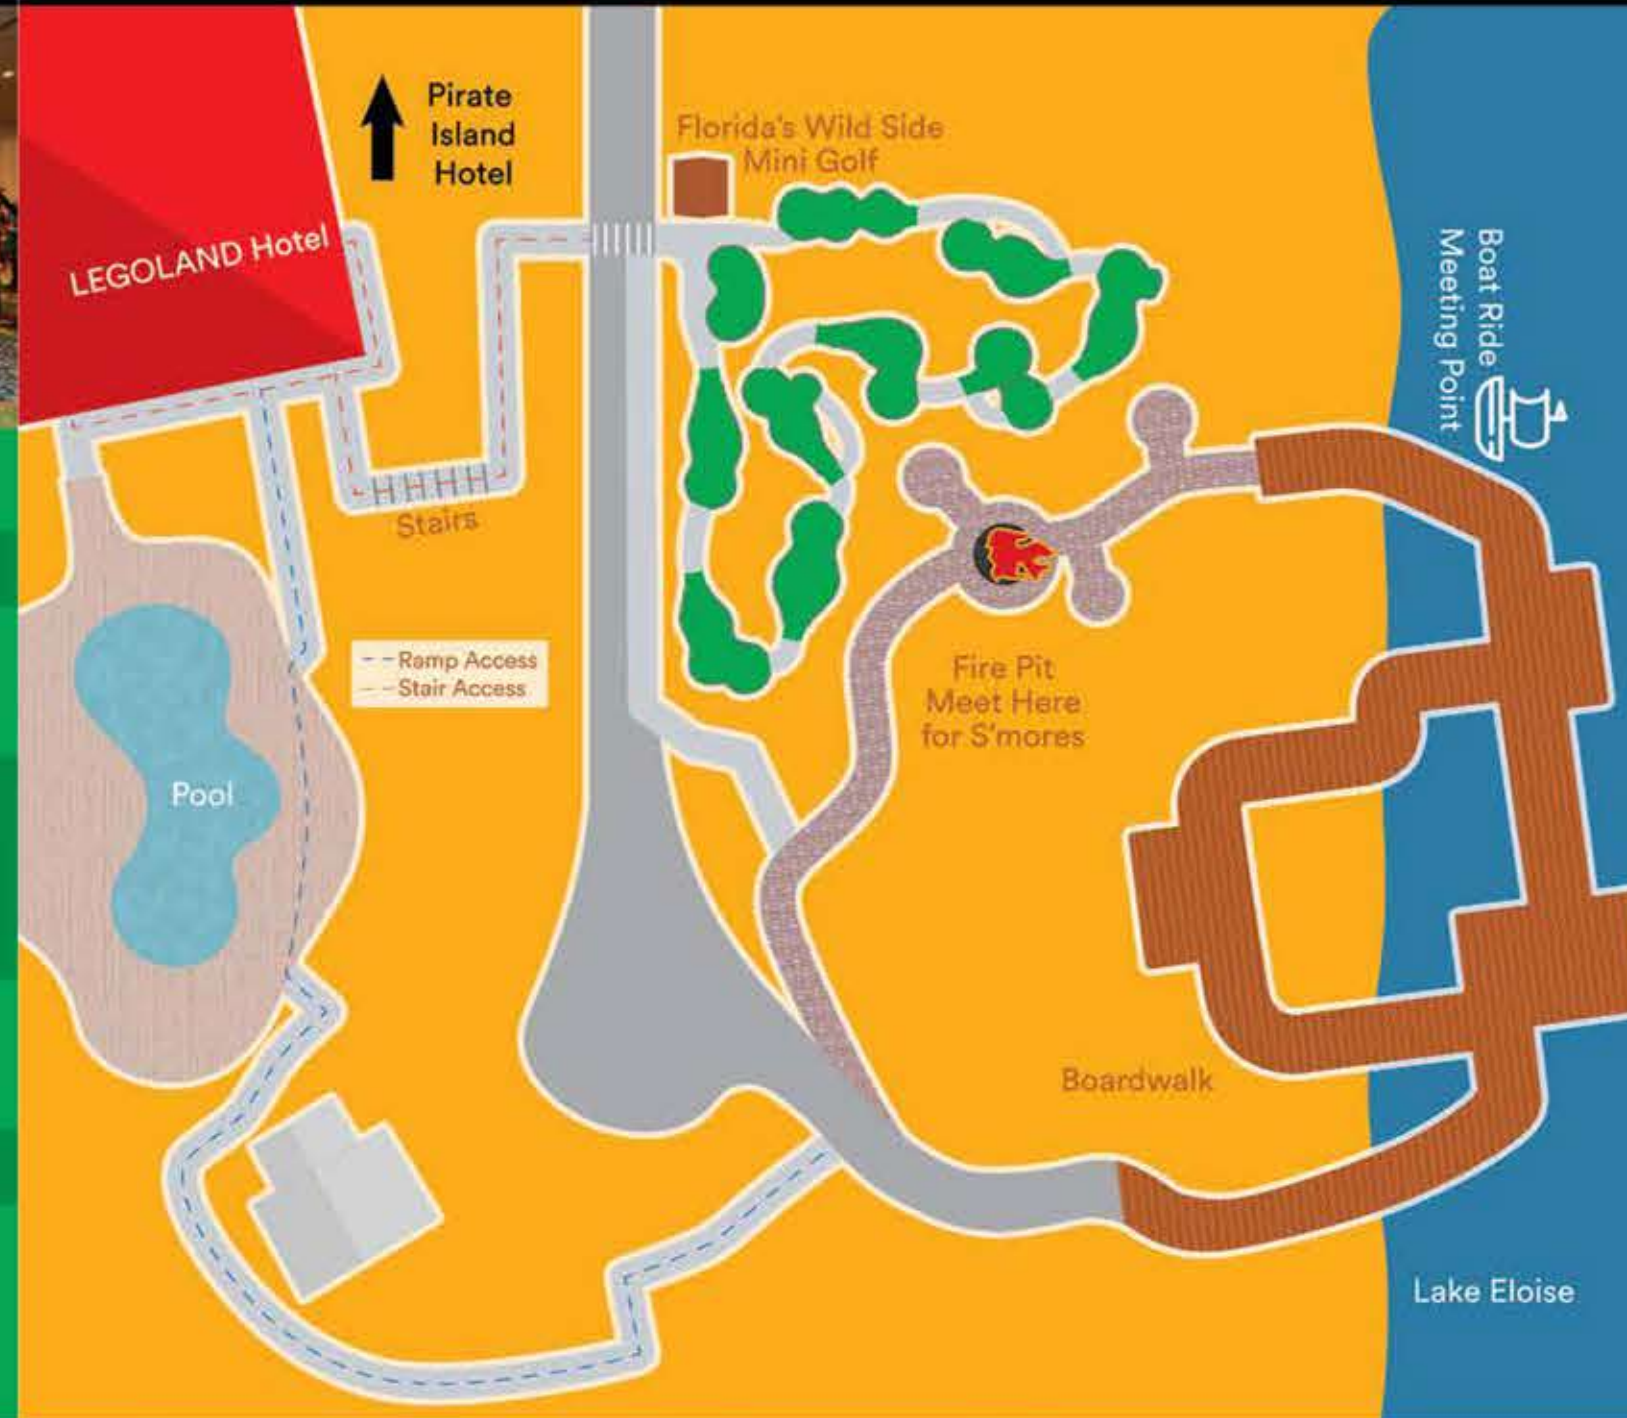 Pirate
Island
Hotel
Florida's Wild Side
Mini Golf
LEGOLAND Hotel
Boat Ride
Meeting Point
Stairs
Ramp Access
Stair Access
Fire Pit
Meet Here
for S'mores
Pool
Boardwalk
Lake Eloise